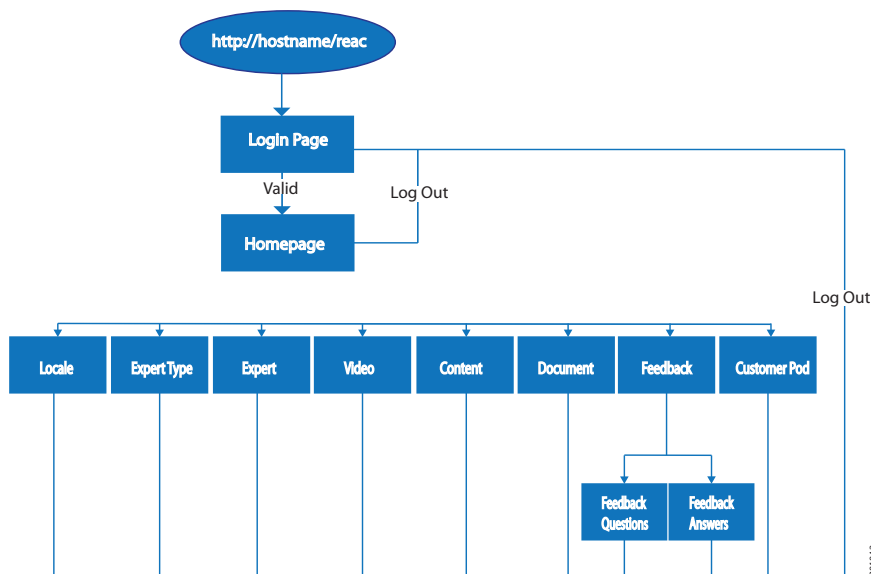 http://hostname/reac
Login Page
Valid
Log Out
Homepage
Log Out
Locale
Expert Type
Expert
Video
Content
Document
Feedback
Customer Pod
Feedback
Questions
Feedback
Answers